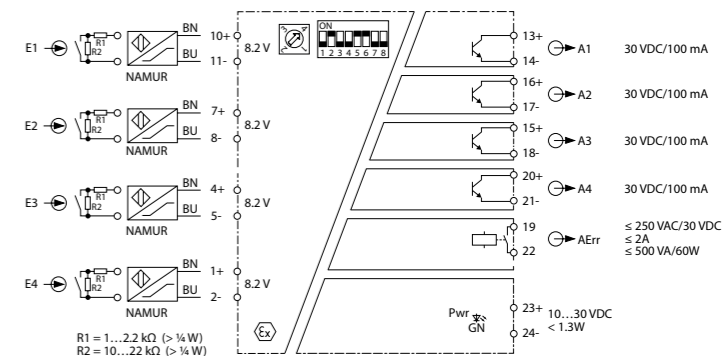 E1
R1
R2
NAMUR
BN
BU
10+
11-
8.2 V
1
2
3
4
ON
1 2 3 4 5 6 7 8
13+
14-
A1
30 VDC/100 mA
E2
R1
R2
NAMUR
BN
BU
7+
8-
8.2 V
16+
17-
A2
30 VDC/100 mA
15+
18-
A3
30 VDC/100 mA
E3
R1
R2
NAMUR
BN
BU
4+
5-
8.2 V
20+
21-
A4
30 VDC/100 mA
19
22
AErr
≤ 250 VAC/30 VDC
≤ 2A
≤ 500 VA/60W
E4
R1
R2
NAMUR
BN
BU
1+
2-
8.2 V
Pwr
GN
23+
24-
10...30 VDC
< 1.3W
Ex
R1 = 1...2.2 kΩ (> ¼ W)
R2 = 10...22 kΩ (> ¼ W)